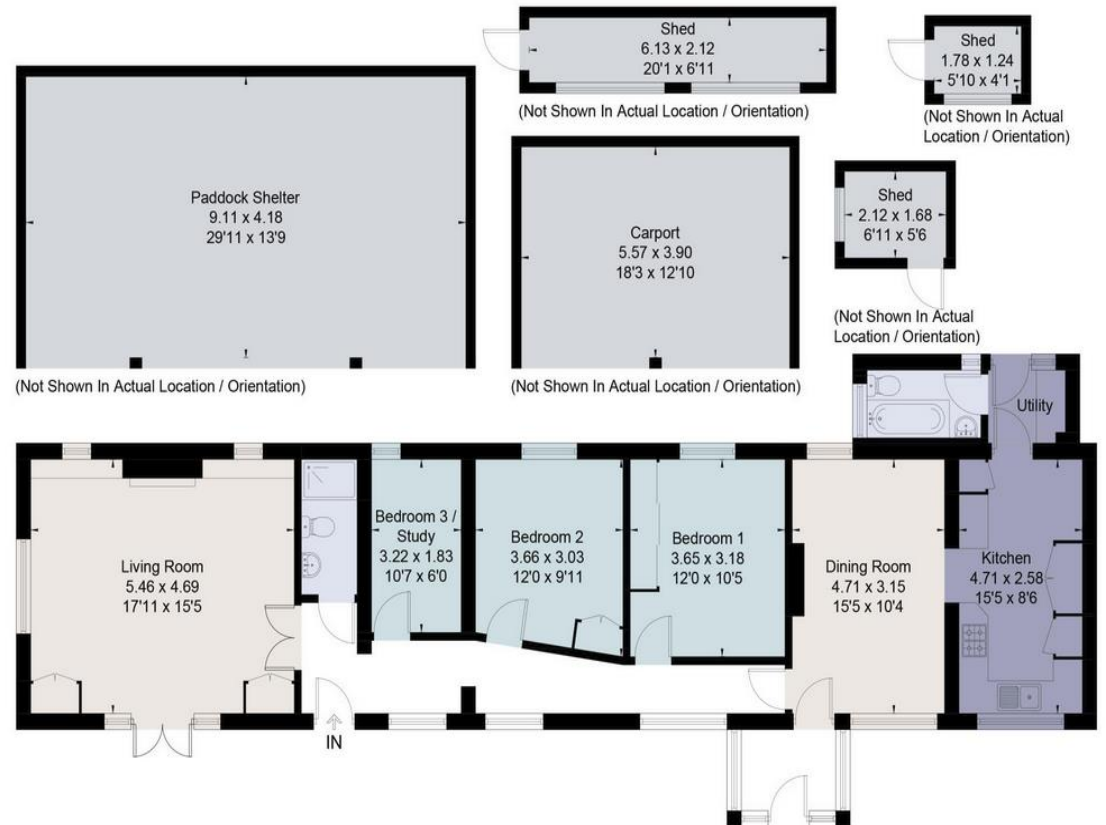 Shed
6.13 x 2.12
20'1 x 6'11
(Not Shown In Actual Location / Orientation)
Shed
1.78 x 1.24
5'10 x 4'1
(Not Shown In Actual
Location / Orientation)
Paddock Shelter
9.11 x 4.18
29'11 x 13'9
(Not Shown In Actual Location / Orientation)
Carport
5.57 x 3.90
18'3 x 12'10
(Not Shown In Actual Location / Orientation)
Shed
2.12 x 1.68
6'11 x 5'6
(Not Shown In Actual
Location / Orientation)
Utility
Living Room
5.46 x 4.69
17'11 x 15'5
Bedroom 3 /
Study
3.22 x 1.83
10'7 x 6'0
Bedroom 2
3.66 x 3.03
12'0 x 9'11
Bedroom 1
3.65 x 3.18
12'0 x 10'5
Dining Room
4.71 x 3.15
15'5 x 10'4
Kitchen
4.71 x 2.58
15'5 x 8'6
IN